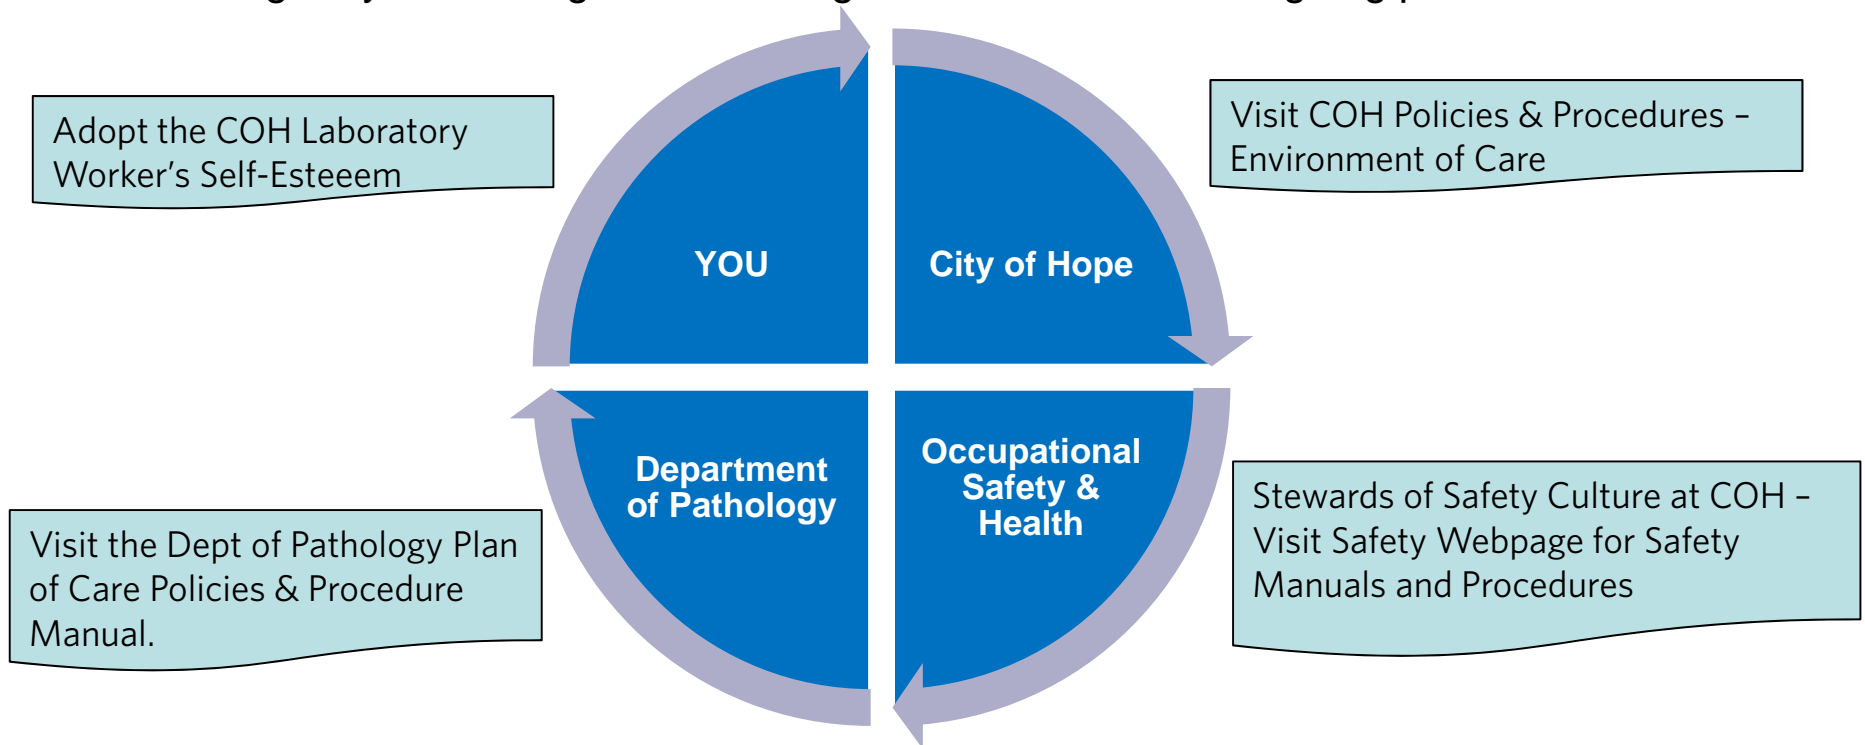 Adopt the COH Laboratory
Worker's Self-Esteeem
Visit COH Policies & Procedures –
Environment of Care
YOU
City of Hope
Department
of Pathology
Occupational
Safety &
Health
Visit the Dept of Pathology Plan
of Care Policies & Procedure
Manual.
Stewards of Safety Culture at COH –
Visit Safety Webpage for Safety
Manuals and Procedures